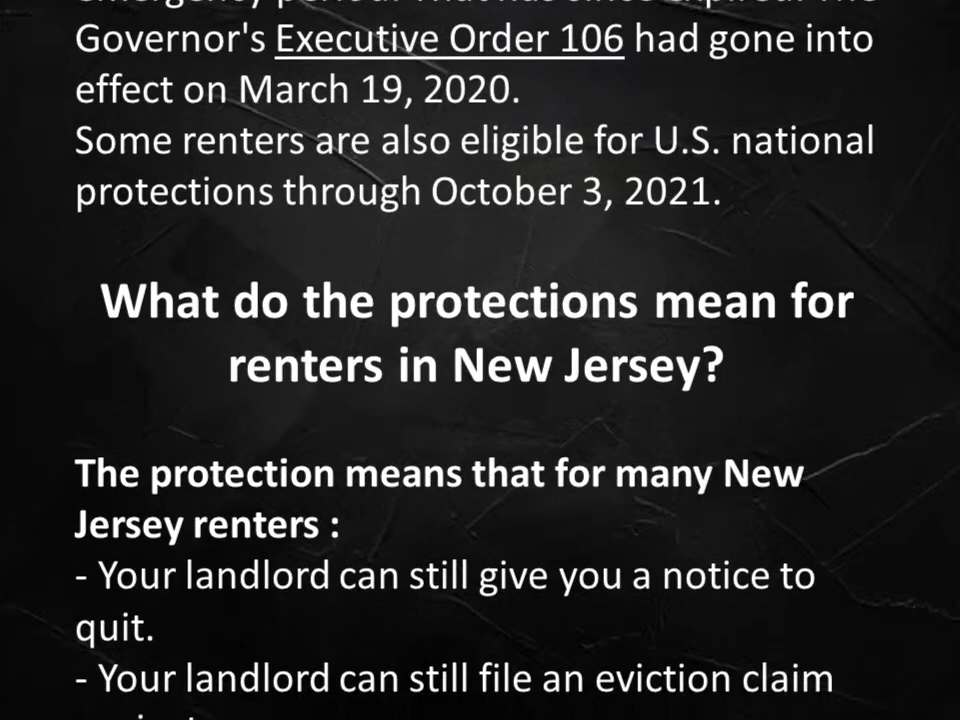 Governor's Executive Order 106 had gone into
effect on March 19, 2020.
Some renters are also eligible for U.S. national
protections through October 3, 2021.
What do the protections mean for
renters in New Jersey?
The protection means that for many New
Jersey renters :
- Your landlord can still give you a notice to
quit.
- Your landlord can still file an eviction claim